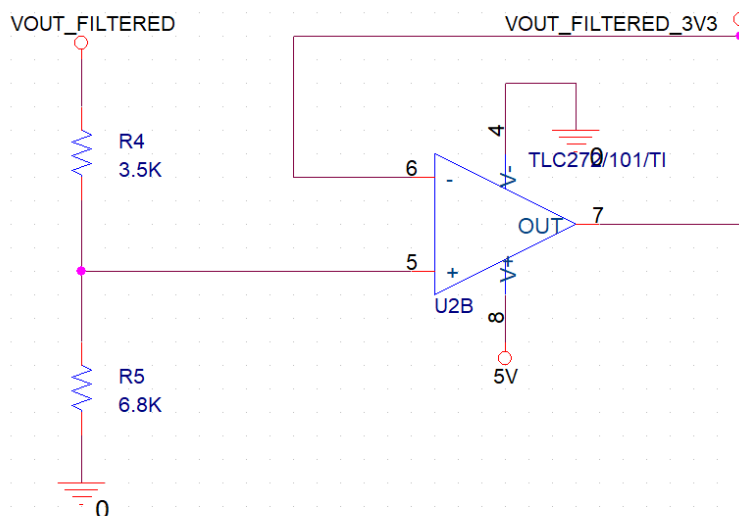 VOUT_FILTERED
VOUT_FILTERED_3V3
R4
3.5K
4
0
TLC272/101/TI
6
-
V-
OUT
7
5
+
V+
U2B
8
5V
R5
6.8K
0